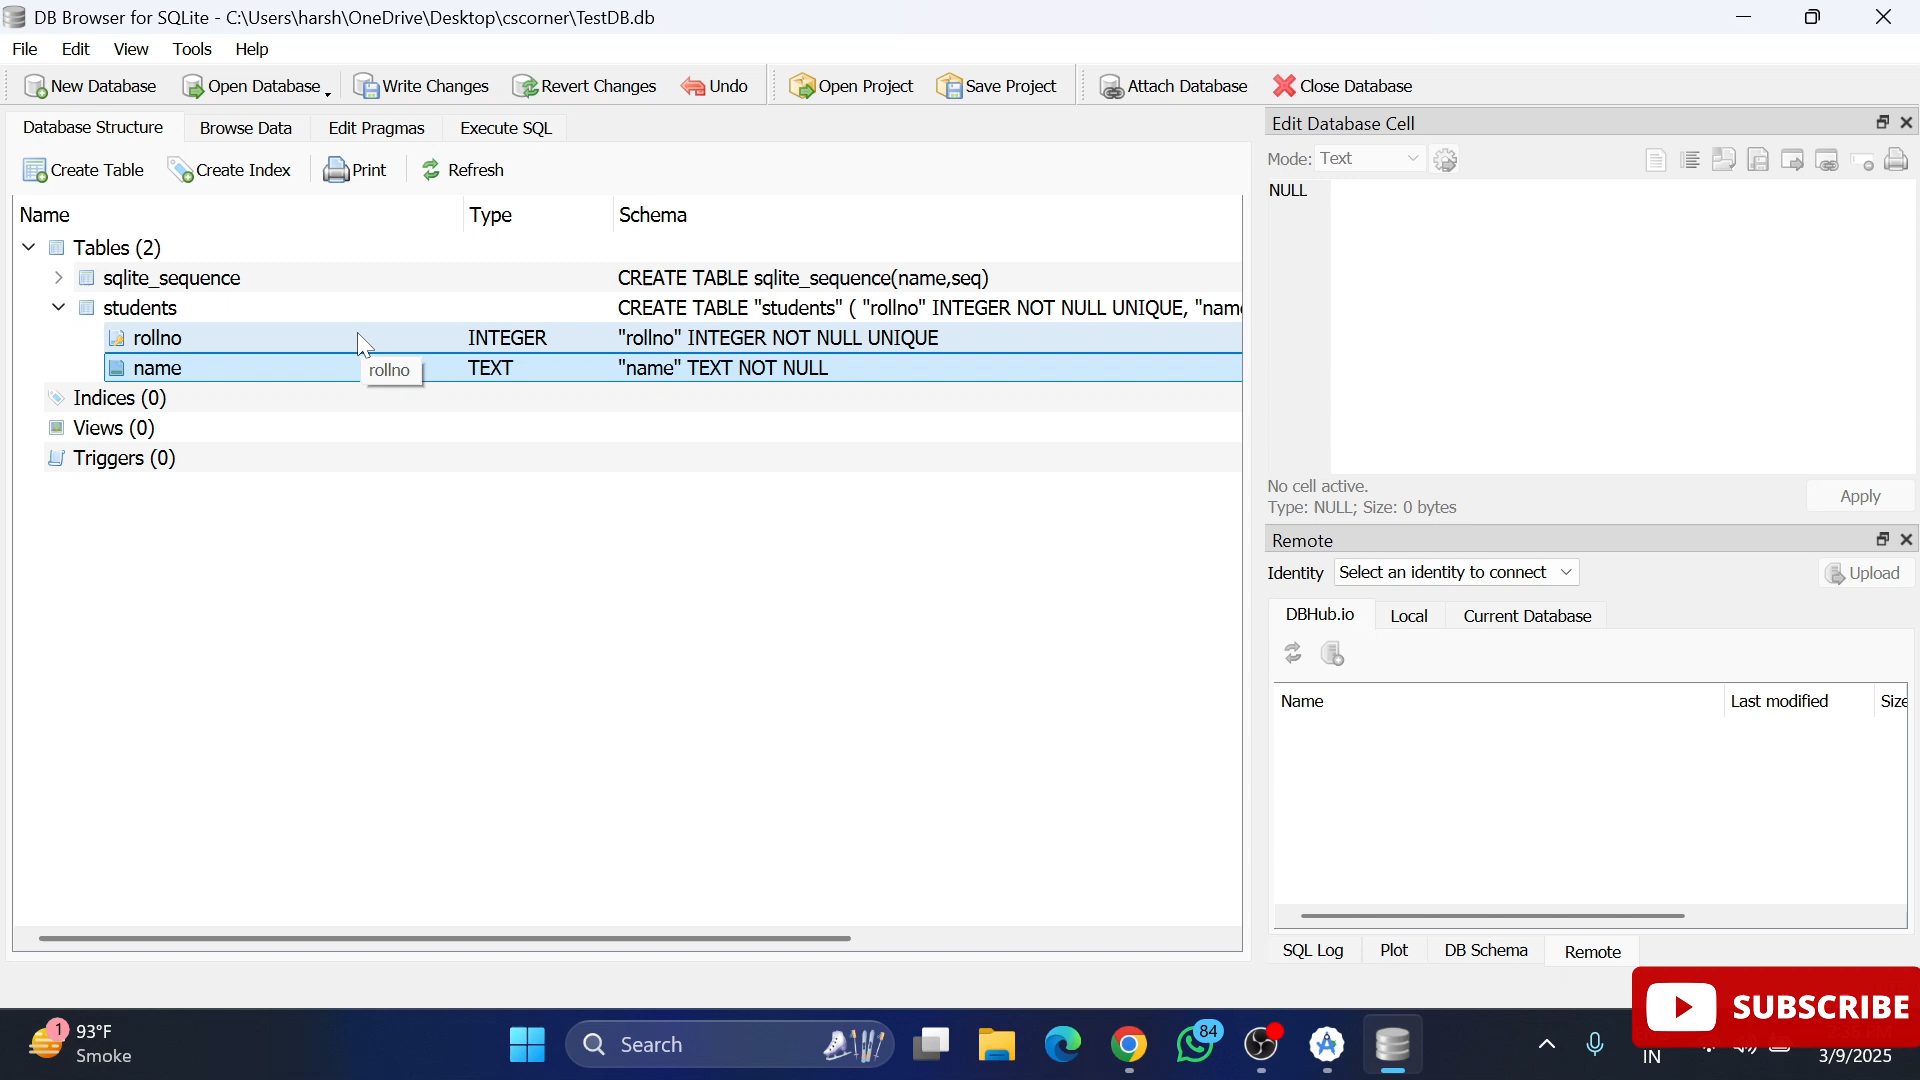 DB Browser for SQLite - C:\Users\harsh\OneDrive\Desktop\cscorner\TestDB.db
File Edit View Tools Help
New Database Open Database Write Changes Revert Changes Undo Open Project Save Project Attach Database Close Database
Database Structure Browse Data Edit Pragmas Execute SQL
Create Table Create Index Print Refresh
Name Type Schema
Tables (2)
sqlite_sequence CREATE TABLE sqlite_sequence(name,seq)
students CREATE TABLE "students" ( "rollno" INTEGER NOT NULL UNIQUE, "name
rollno INTEGER "rollno" INTEGER NOT NULL UNIQUE
name TEXT "name" TEXT NOT NULL
rollno
Indices (0)
Views (0)
Triggers (0)
Edit Database Cell
Mode: Text
NULL
No cell active.
Type: NULL; Size: 0 bytes
Apply
Remote
Identity Select an identity to connect Upload
DBHub.io Local Current Database
Name Last modified Size
SQL Log Plot DB Schema Remote
SUBSCRIBE
1 93°F
Smoke
Search
84
IN
3/9/2025